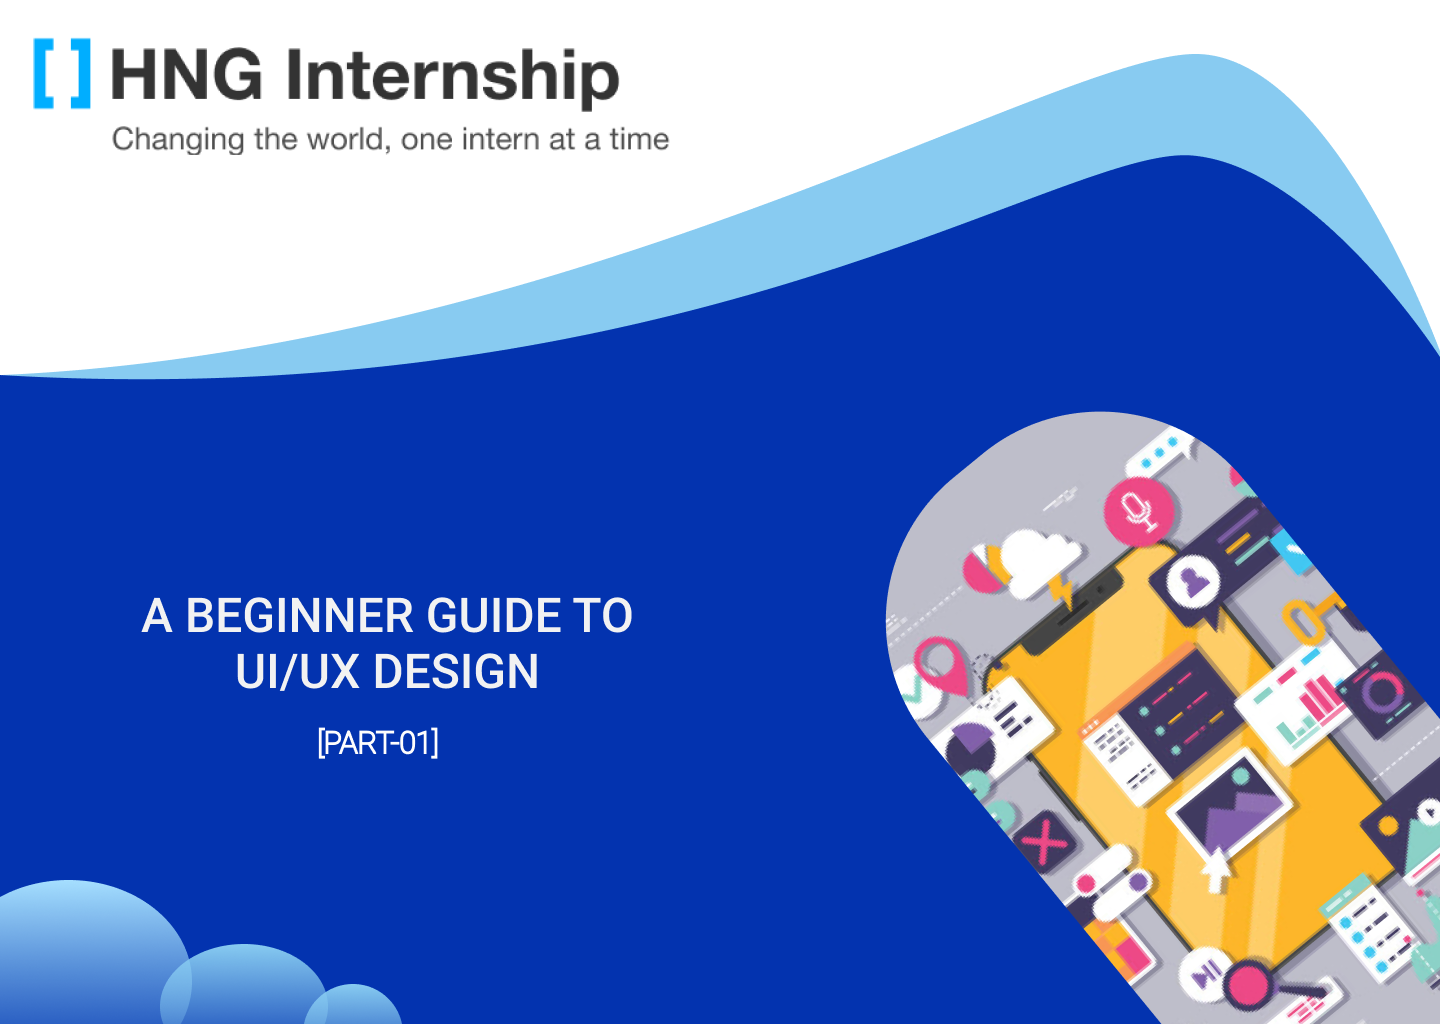 [ ] HNG Internship
Changing the world, one intern at a time
A BEGINNER GUIDE TO
UI/UX DESIGN
[PART-01]